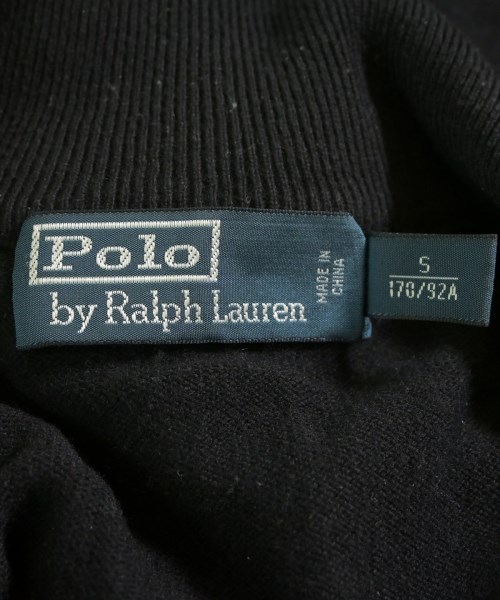 Polo
by Ralph Lauren
MADE IN
CHINA
S
170/92A